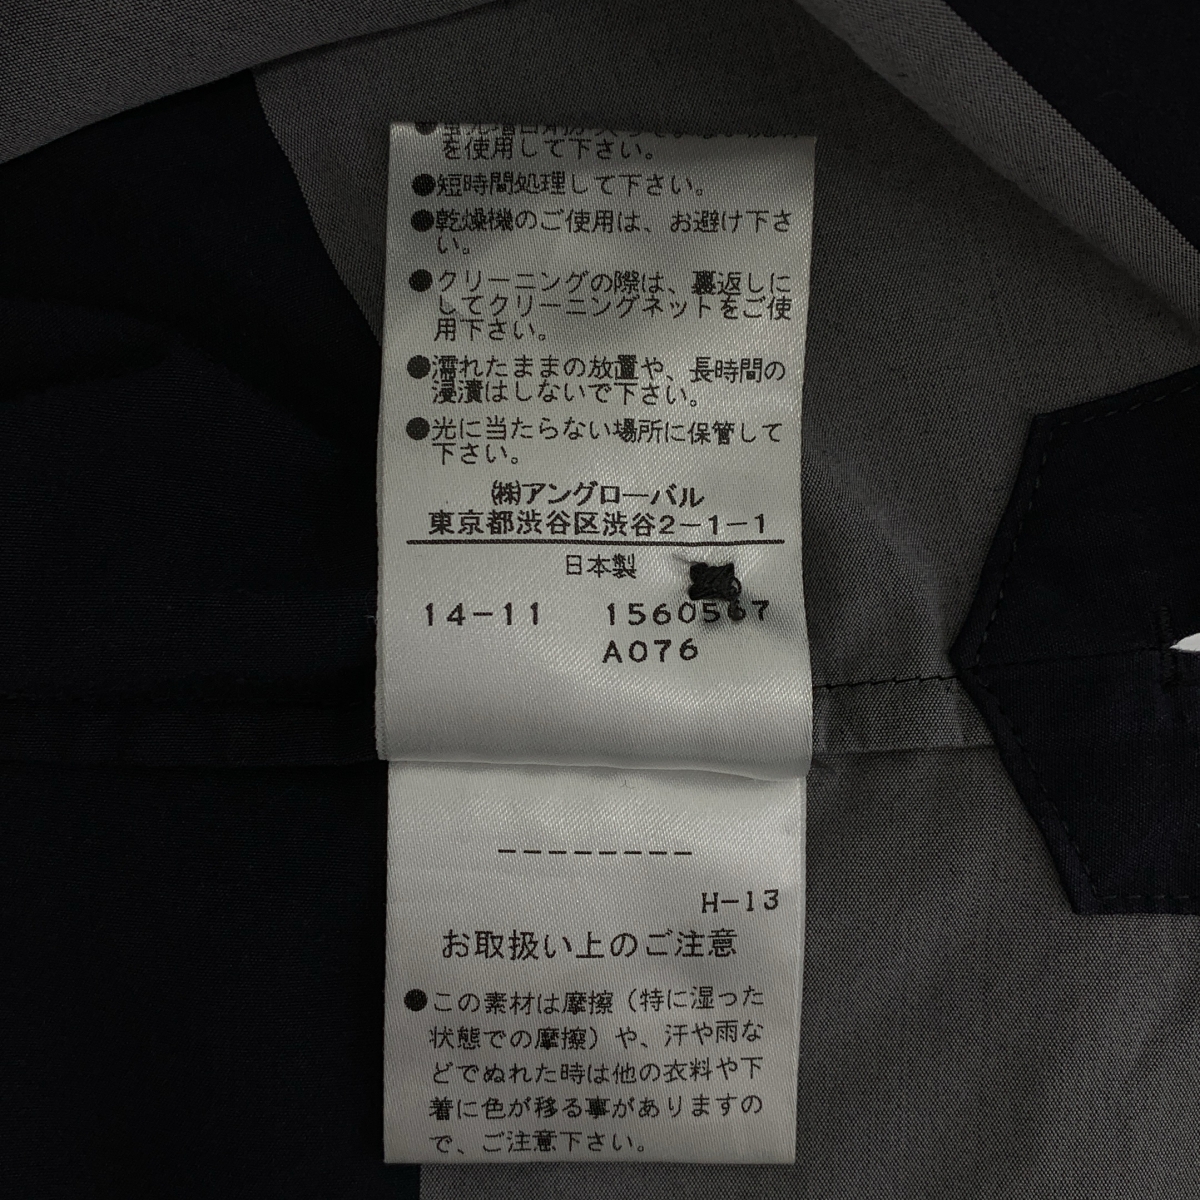 を使用して下さい。
●短時間処理して下さい。
●乾燥機のご使用は、お避け下さ
い。
●クリーニングの際は、裏返しに
してクリーニングネットをご使
用下さい。
●濡れたままの放置や、長時間の
浸漬はしないで下さい。
●光に当たらない場所に保管して
下さい。
㈱アングローバル
東京都渋谷区渋谷2-1-1
日本製
14-11 1560567
A076
--------
H-13
お取扱い上のご注意
●この素材は摩擦（特に湿った
状態での摩擦）や、汗や雨な
どでぬれた時は他の衣料や下
着に色が移る事がありますの
で、ご注意下さい。